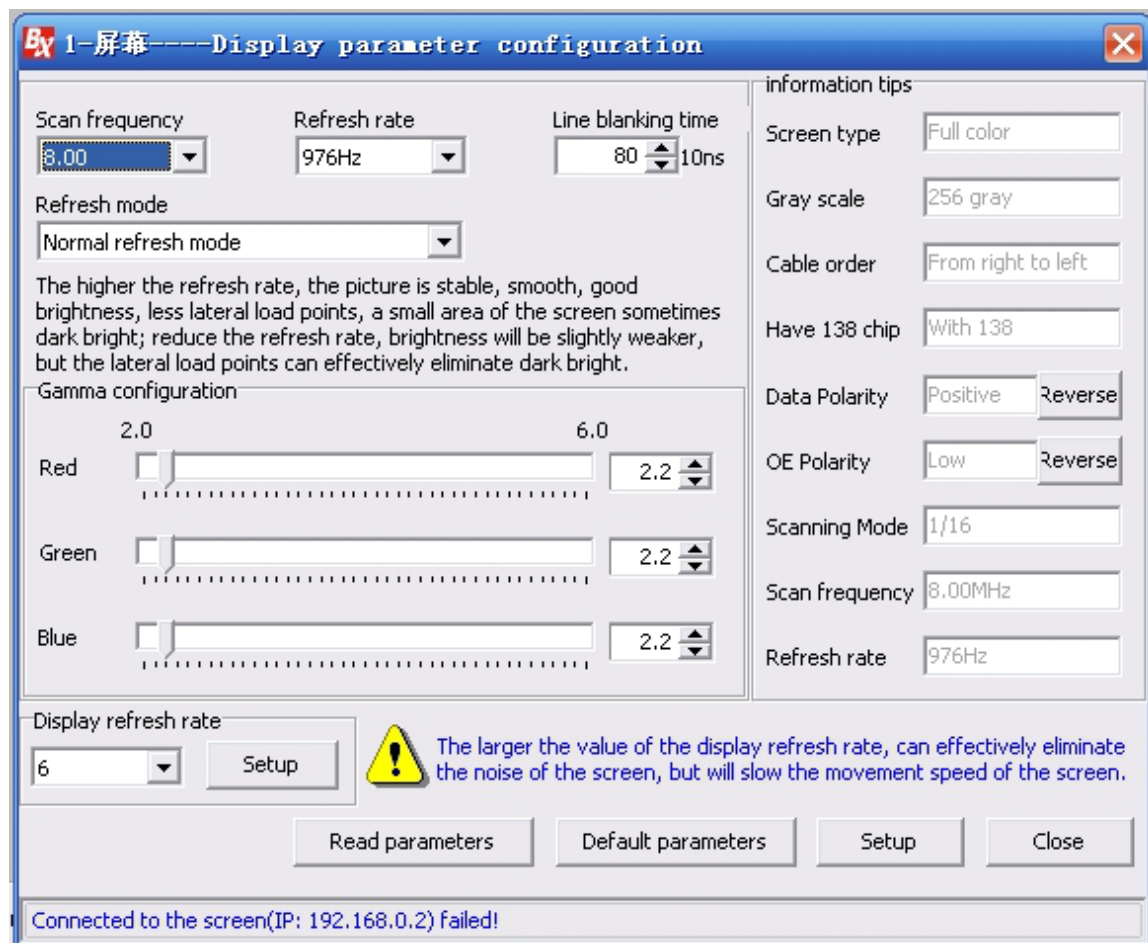 BX 1-屏幕----Display parameter configuration
Scan frequency
8.00
Refresh rate
976Hz
Line blanking time
80 10ns
Refresh mode
Normal refresh mode
The higher the refresh rate, the picture is stable, smooth, good
brightness, less lateral load points, a small area of the screen sometimes
dark bright; reduce the refresh rate, brightness will be slightly weaker,
but the lateral load points can effectively eliminate dark bright.
Gamma configuration
2.0 6.0
Red 2.2
Green 2.2
Blue 2.2
information tips
Screen type Full color
Gray scale 256 gray
Cable order From right to left
Have 138 chip With 138
Data Polarity Positive Reverse
OE Polarity Low Reverse
Scanning Mode 1/16
Scan frequency 8.00MHz
Refresh rate 976Hz
Display refresh rate
6 Setup
The larger the value of the display refresh rate, can effectively eliminate
the noise of the screen, but will slow the movement speed of the screen.
Read parameters Default parameters Setup Close
Connected to the screen(IP: 192.168.0.2) failed!